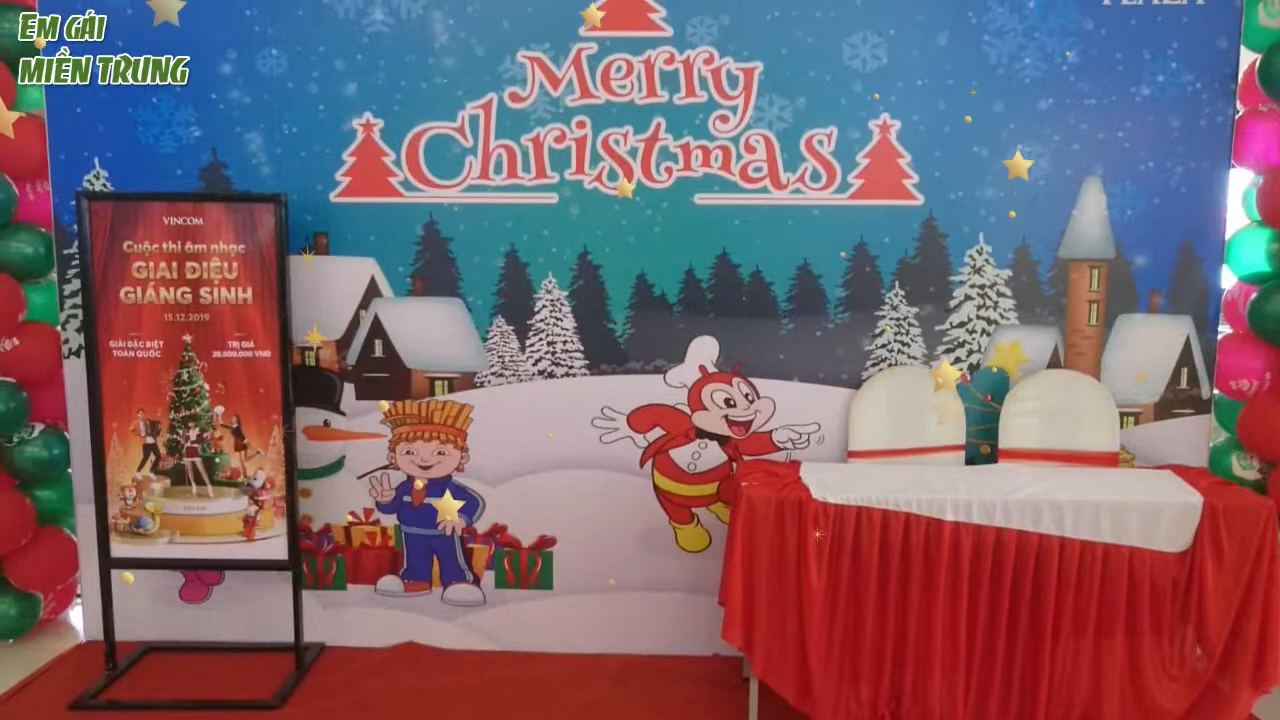 EM GÁI
MIỀN TRUNG
PLAZA
Merry
Christmas
VINCOM
Cuộc thi âm nhạc
GIAI ĐIỆU
GIÁNG SINH
15.12.2019
GIẢI ĐẶC BIỆT
TOÀN QUỐC
TRỊ GIÁ
20.000.000 VNĐ